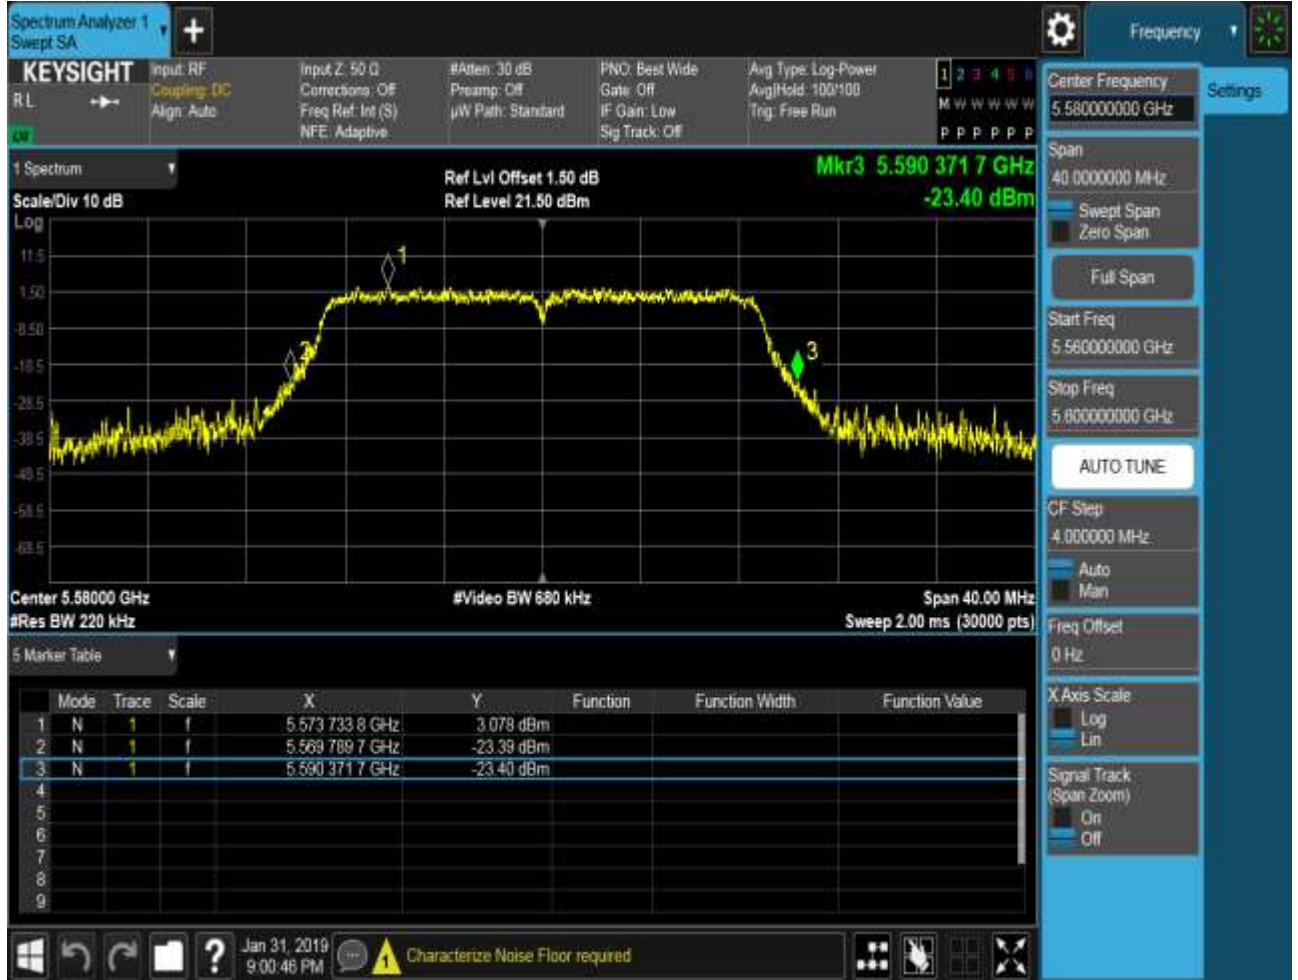 Spectrum Analyzer 1
Swept SA
Frequency
KEYSIGHT
RL
Input: RF
Coupling: DC
Align: Auto
Input Z: 50 Ω
Corrections: Off
Freq Ref: Int (S)
NFE: Adaptive
#Atten: 30 dB
Preamp: Off
µW Path: Standard
PNO: Best Wide
Gate: Off
IF Gain: Low
Sig Track: Off
Avg Type: Log-Power
Avg|Hold: 100/100
Trig: Free Run
1 2 3 4 5 6
M W W W W W
P P P P P P
1 Spectrum
Scale/Div 10 dB
Ref Lvl Offset 1.50 dB
Ref Level 21.50 dBm
Mkr3 5.590 371 7 GHz
-23.40 dBm
Log
11.5
1.50
-8.50
-18.5
-28.5
-38.5
-48.5
-58.5
-68.5
1
2
3
Center 5.58000 GHz
#Video BW 680 kHz
Span 40.00 MHz
#Res BW 220 kHz
Sweep 2.00 ms (30000 pts)
5 Marker Table
Mode Trace Scale X Y Function Function Width Function Value
1 N 1 f 5.573 733 8 GHz 3.078 dBm
2 N 1 f 5.569 789 7 GHz -23.39 dBm
3 N 1 f 5.590 371 7 GHz -23.40 dBm
4
5
6
7
8
9
Jan 31, 2019
9:00:46 PM
1
Characterize Noise Floor required
Center Frequency
5.580000000 GHz
Settings
Span
40.0000000 MHz
Swept Span
Zero Span
Full Span
Start Freq
5.560000000 GHz
Stop Freq
5.600000000 GHz
AUTO TUNE
CF Step
4.000000 MHz
Auto
Man
Freq Offset
0 Hz
X Axis Scale
Log
Lin
Signal Track
(Span Zoom)
On
Off